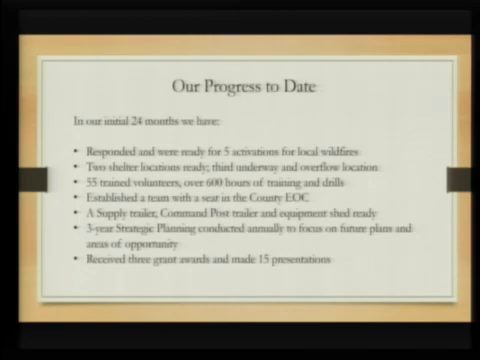 Our Progress to Date
In our initial 24 months we have:
• Responded and were ready for 5 activations for local wildfires
• Two shelter locations ready; third underway and overflow location
• 55 trained volunteers, over 600 hours of training and drills
• Established a team with a seat in the County EOC
• A Supply trailer, Command Post trailer and equipment shed ready
• 3-year Strategic Planning conducted annually to focus on future plans and
areas of opportunity
• Received three grant awards and made 15 presentations